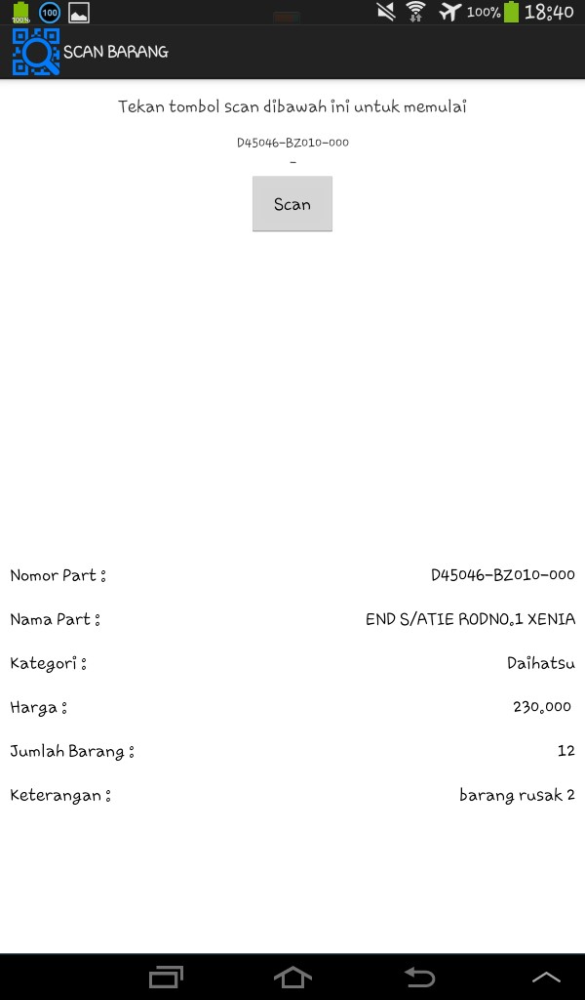 100%
100
100% 18:40
SCAN BARANG
Tekan tombol scan dibawah ini untuk memulai
D45046-BZ010-000
-
Scan
Nomor Part : D45046-BZ010-000
Nama Part : END S/ATIE RODNO.1 XENIA
Kategori : Daihatsu
Harga : 230.000
Jumlah Barang : 12
Keterangan : barang rusak 2